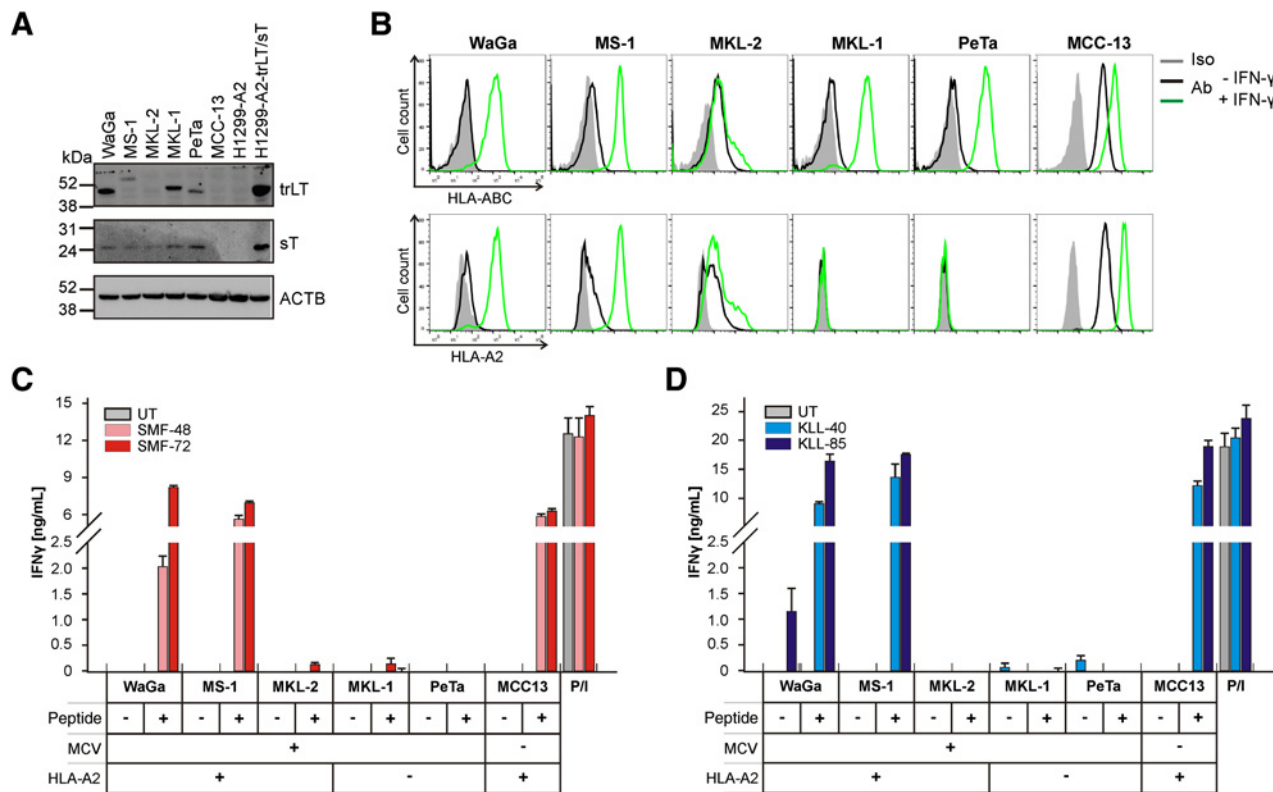 A
WaGa
MS-1
MKL-2
MKL-1
PeTa
MCC-13
H1299-A2
H1299-A2-trLT/sT
kDa
52
38
trLT
31
24
sT
52
38
ACTB
B
WaGa MS-1 MKL-2 MKL-1 PeTa MCC-13
Iso
Ab - IFN-γ
+ IFN-γ
Cell count
HLA-ABC
Cell count
HLA-A2
C
UT
SMF-48
SMF-72
IFNγ [ng/mL]
15
12
9
6
2.5
2.0
1.5
1.0
0.5
0
WaGa MS-1 MKL-2 MKL-1 PeTa MCC13 P/I
Peptide - + - + - + - + - + - +
MCV + -
HLA-A2 + - +
D
UT
KLL-40
KLL-85
IFNγ [ng/mL]
25
20
15
10
2.5
2.0
1.5
1.0
0.5
0
WaGa MS-1 MKL-2 MKL-1 PeTa MCC13 P/I
Peptide - + - + - + - + - + - +
MCV + -
HLA-A2 + - +